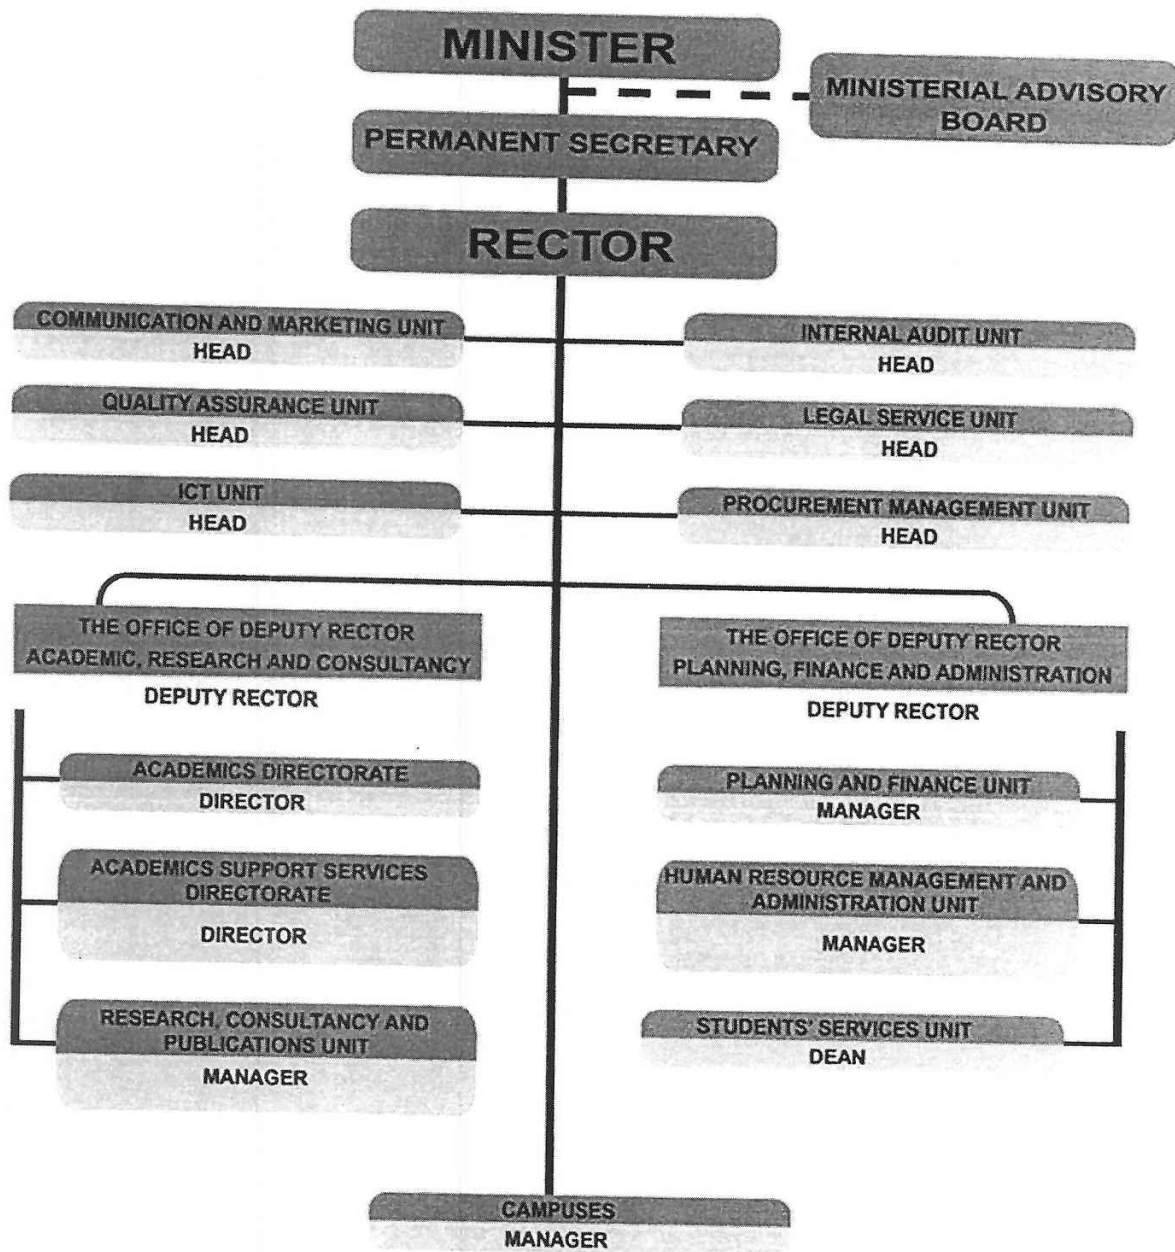 MINISTER
MINISTERIAL ADVISORY
BOARD
PERMANENT SECRETARY
RECTOR
COMMUNICATION AND MARKETING UNIT
HEAD
INTERNAL AUDIT UNIT
HEAD
QUALITY ASSURANCE UNIT
HEAD
LEGAL SERVICE UNIT
HEAD
ICT UNIT
HEAD
PROCUREMENT MANAGEMENT UNIT
HEAD
THE OFFICE OF DEPUTY RECTOR
ACADEMIC, RESEARCH AND CONSULTANCY
DEPUTY RECTOR
THE OFFICE OF DEPUTY RECTOR
PLANNING, FINANCE AND ADMINISTRATION
DEPUTY RECTOR
ACADEMICS DIRECTORATE
DIRECTOR
ACADEMICS SUPPORT SERVICES
DIRECTORATE
DIRECTOR
RESEARCH, CONSULTANCY AND
PUBLICATIONS UNIT
MANAGER
PLANNING AND FINANCE UNIT
MANAGER
HUMAN RESOURCE MANAGEMENT AND
ADMINISTRATION UNIT
MANAGER
STUDENTS' SERVICES UNIT
DEAN
CAMPUSES
MANAGER